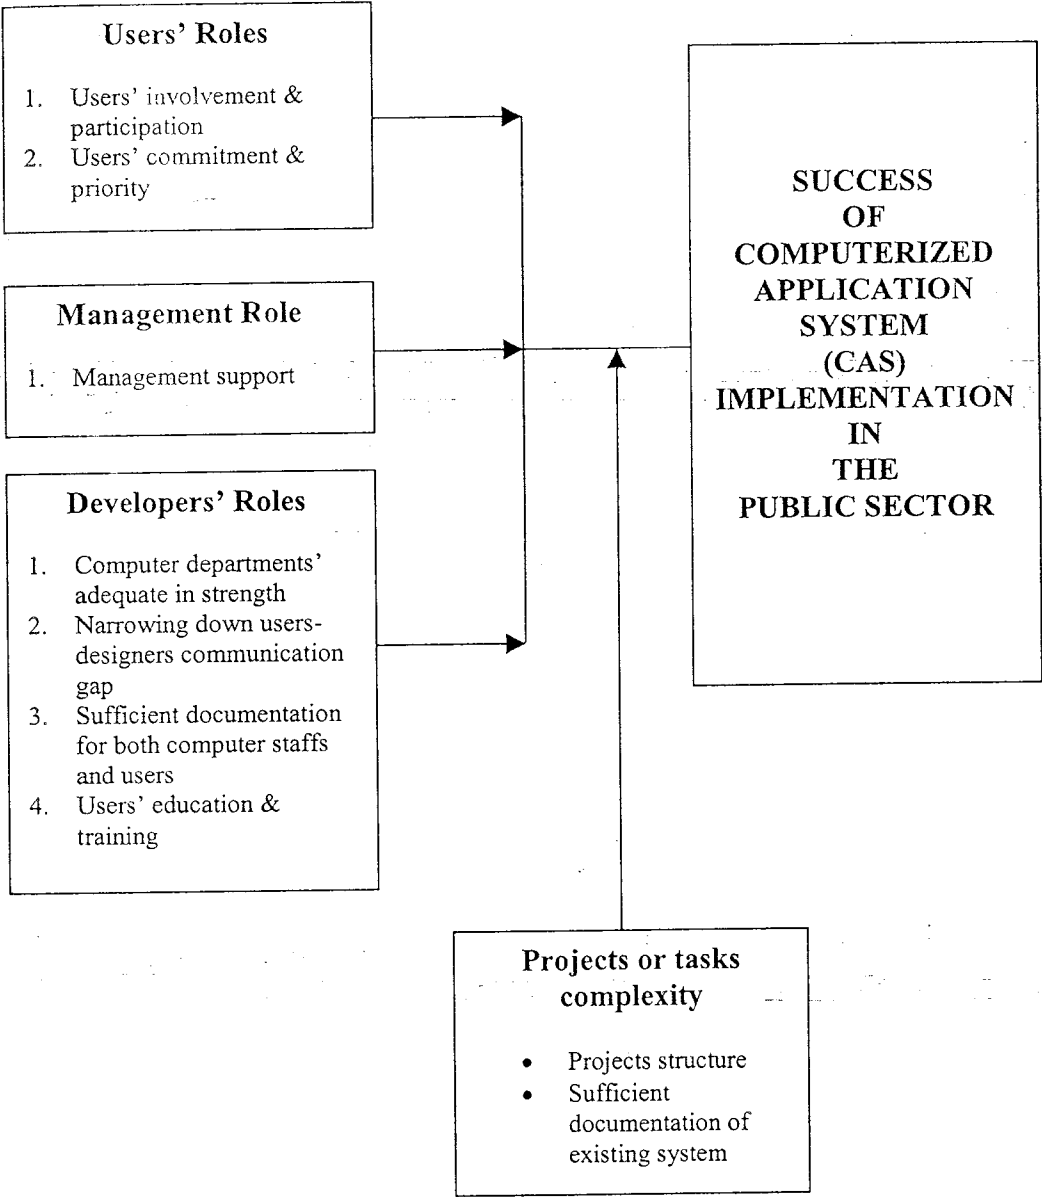 Users' Roles
1. Users' involvement &
participation
2. Users' commitment &
priority
Management Role
1. Management support
Developers' Roles
1. Computer departments'
adequate in strength
2. Narrowing down users-
designers communication
gap
3. Sufficient documentation
for both computer staffs
and users
4. Users' education &
training
SUCCESS
OF
COMPUTERIZED
APPLICATION
SYSTEM
(CAS)
IMPLEMENTATION
IN
THE
PUBLIC SECTOR
Projects or tasks
complexity
• Projects structure
• Sufficient
documentation of
existing system